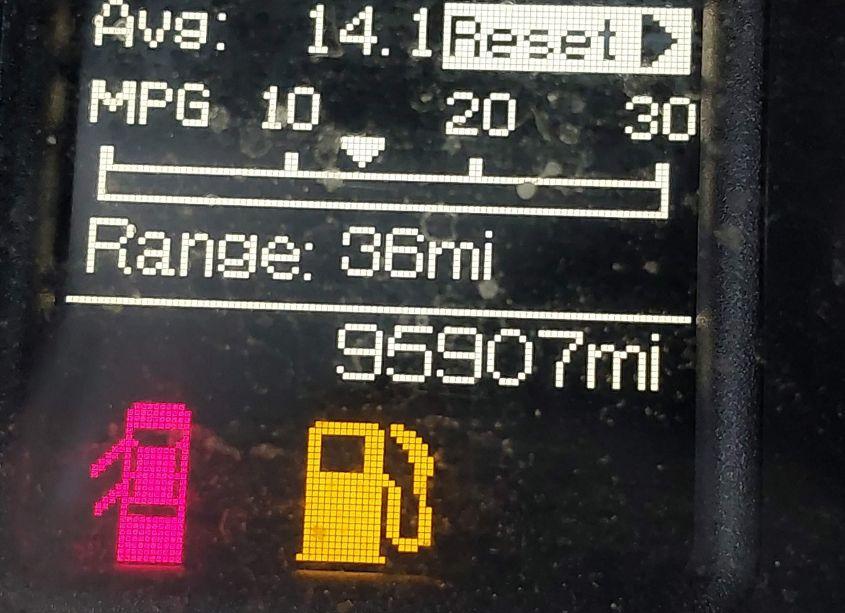 Avg: 14.1 Reset
MPG 10 20 30
Range: 36mi
95907mi